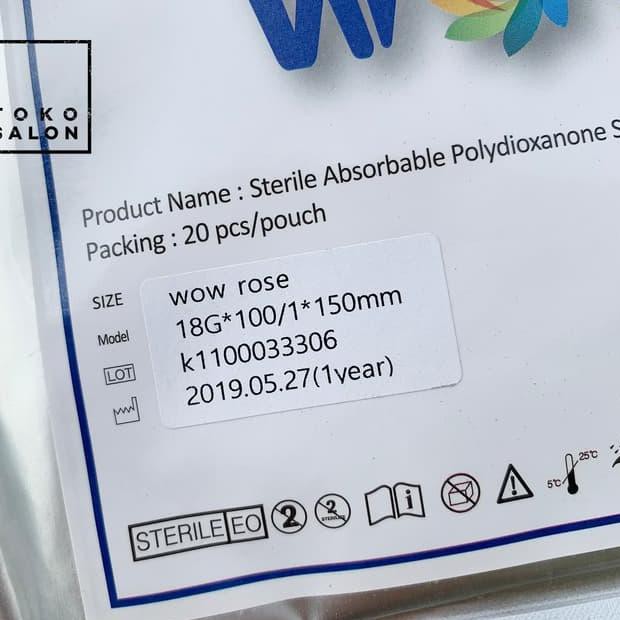 TOKO
SALON
Product Name : Sterile Absorbable Polydioxanone S
Packing : 20 pcs/pouch
SIZE
wow rose
Model
18G*100/1*150mm
LOT
k1100033306
2019.05.27(1year)
STERILE EO
2
2
i
5℃
25℃